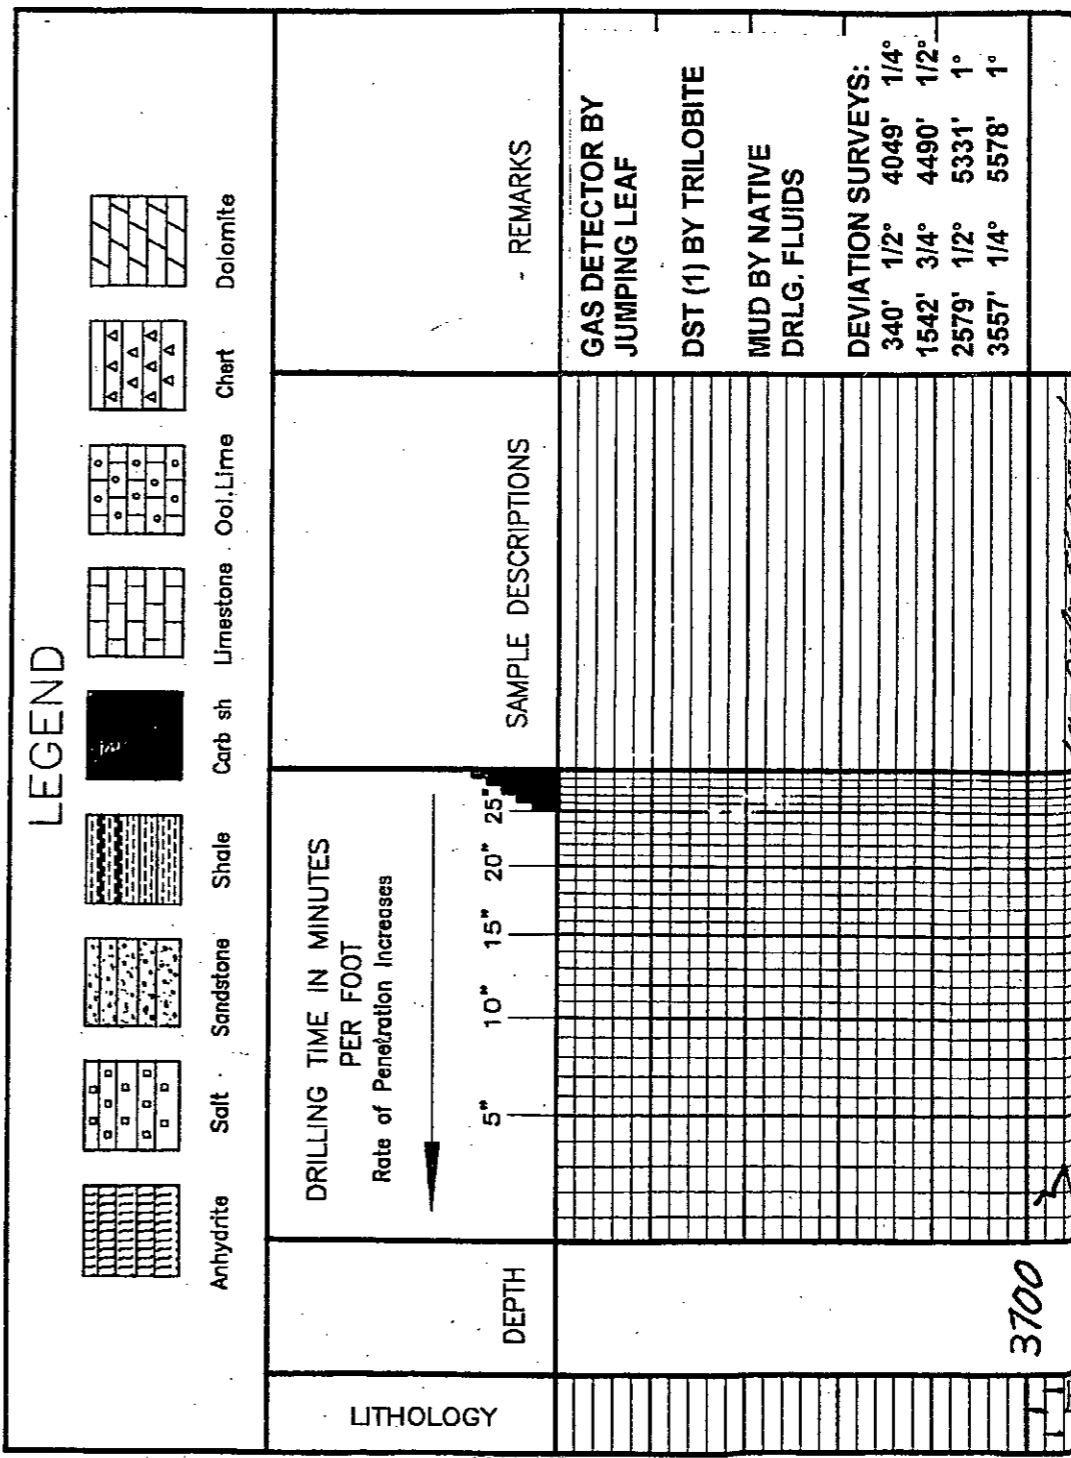 LEGEND
Anhydrite
Salt
Sandstone
Shale
Carb sh
Limestone
Ool.Lime
Chert
Dolomite
LITHOLOGY
DEPTH
DRILLING TIME IN MINUTES
PER FOOT
Rate of Penetration Increases
5" 10" 15" 20" 25"
SAMPLE DESCRIPTIONS
REMARKS
GAS DETECTOR BY
JUMPING LEAF
DST (1) BY TRILOBITE
MUD BY NATIVE
DRLG. FLUIDS
DEVIATION SURVEYS:
340' 1/2° 4049' 1/4°
1542' 3/4° 4490' 1/2°
2579' 1/2° 5331' 1°
3557' 1/4° 5578' 1°
3700